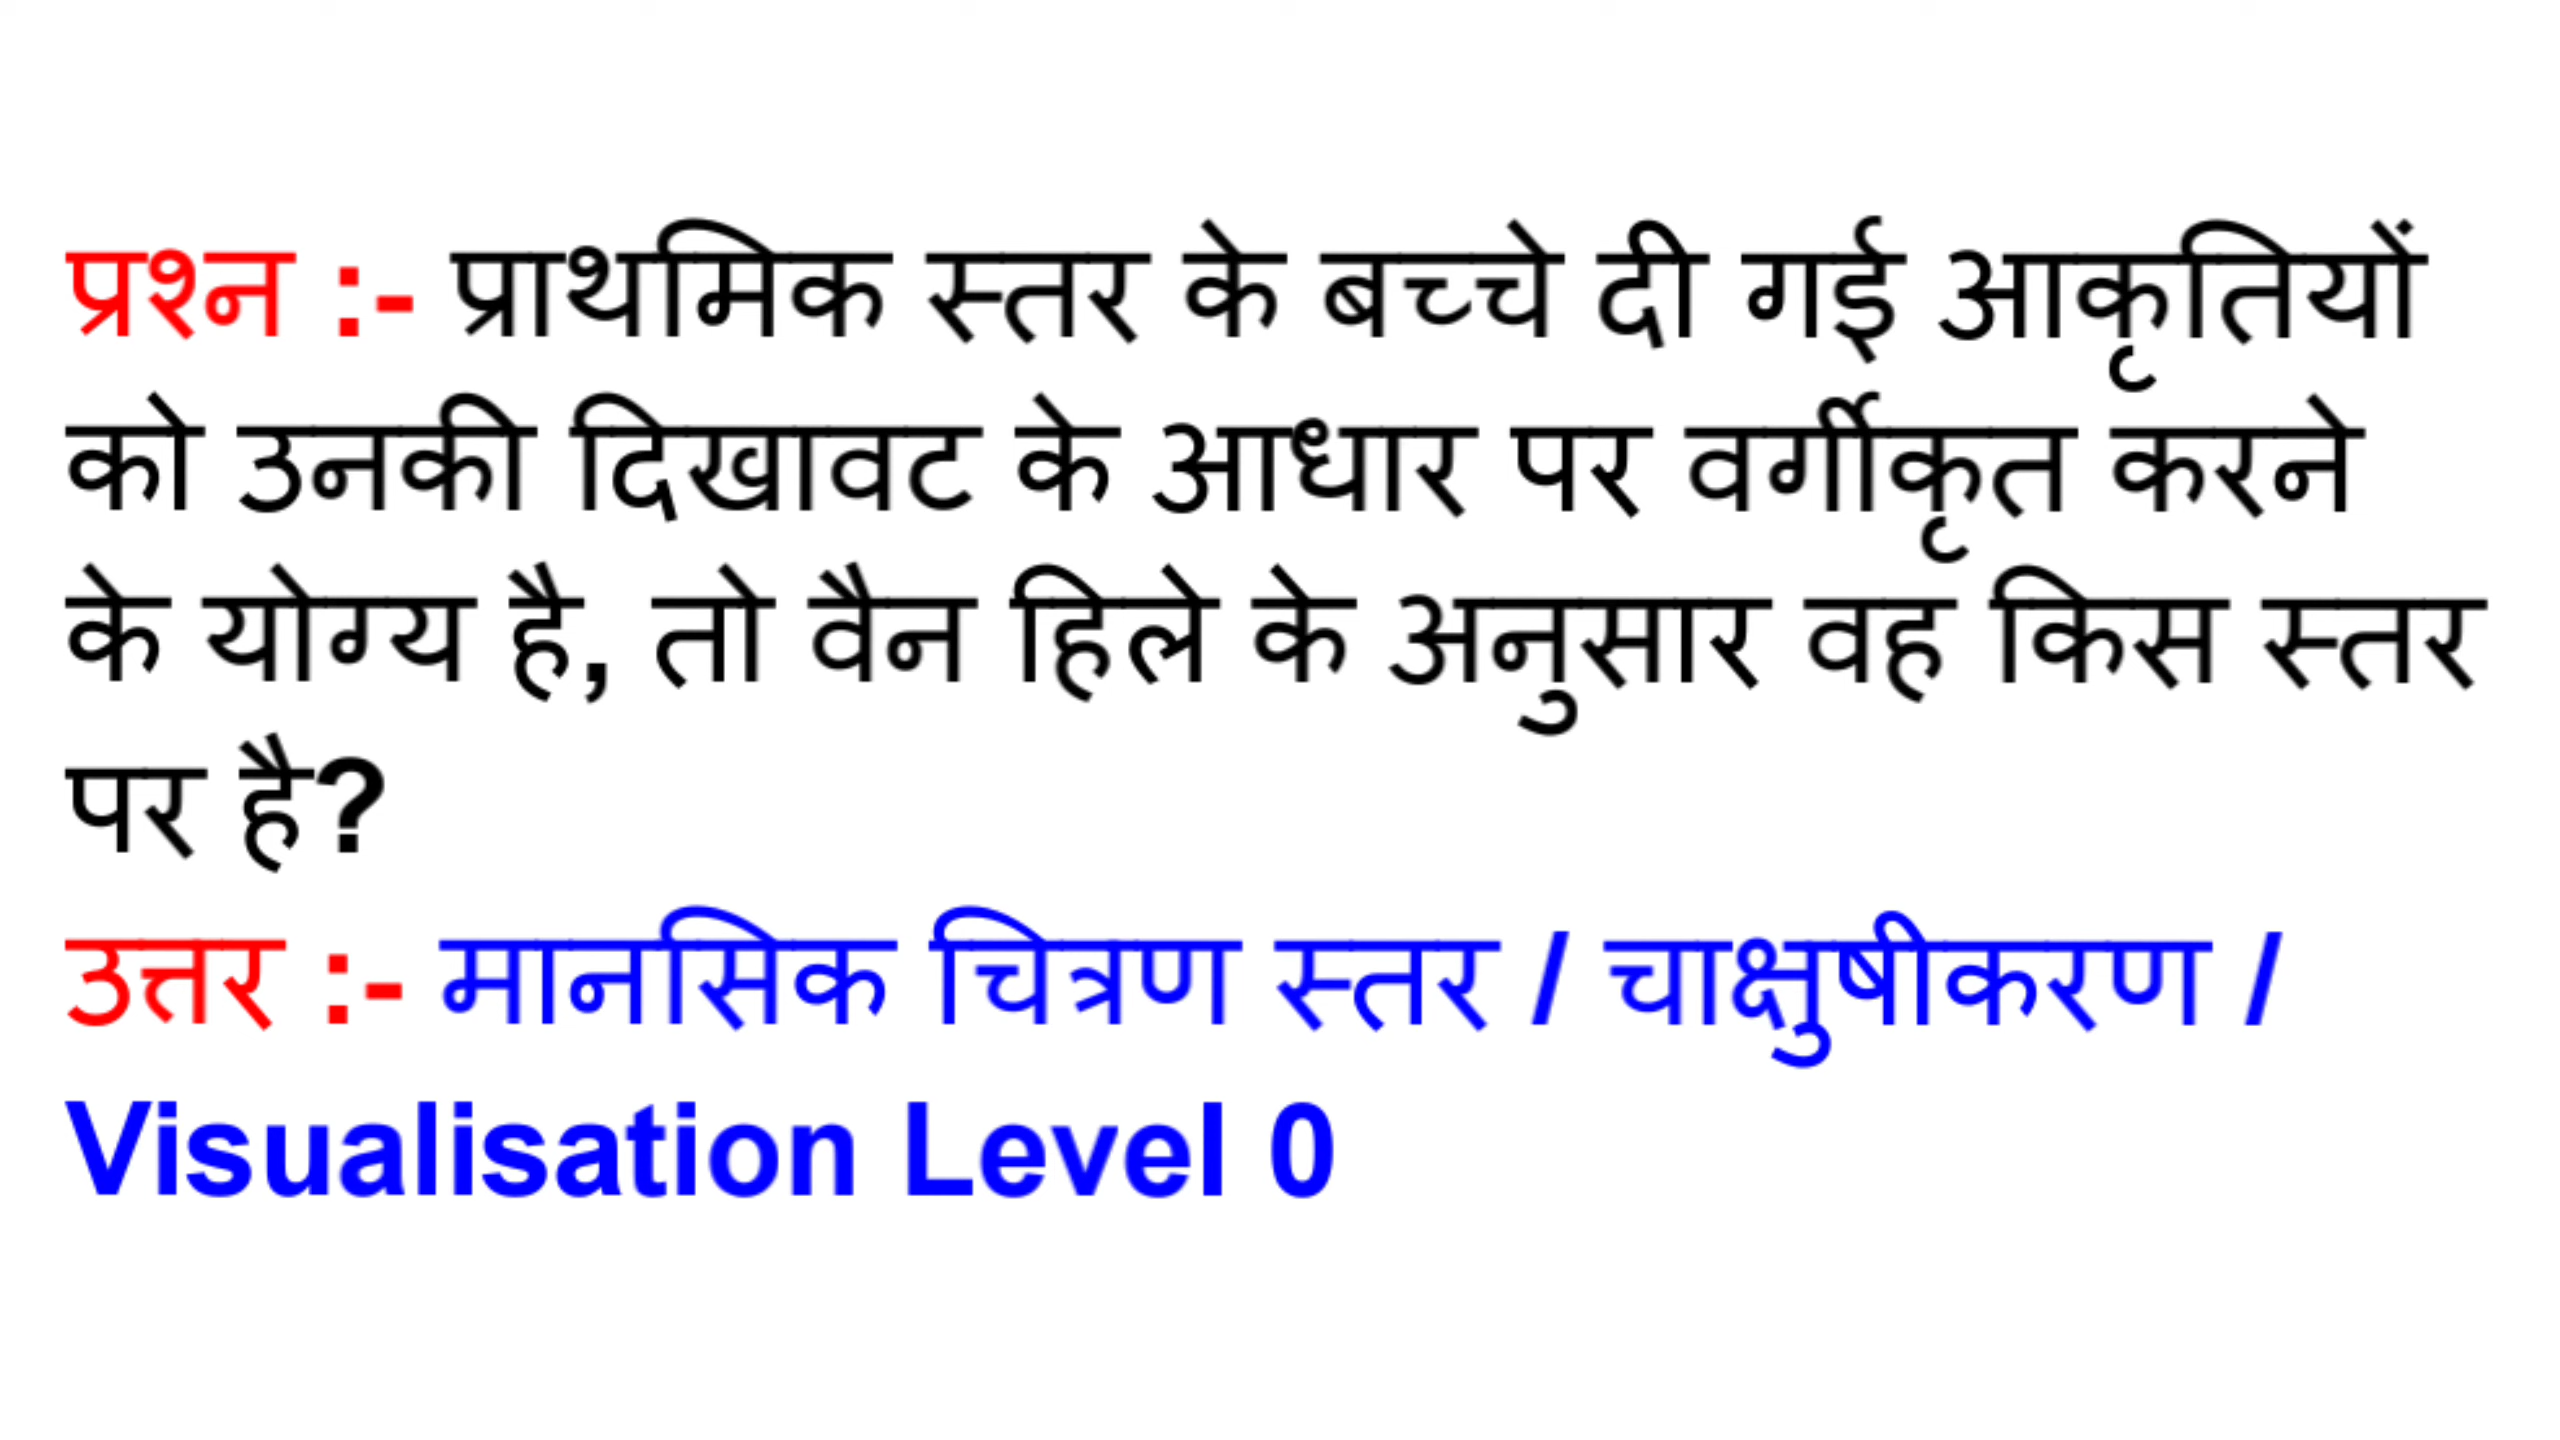 प्रश्न :- प्राथमिक स्तर के बच्चे दी गई आकृतियों
को उनकी दिखावट के आधार पर वर्गीकृत करने
के योग्य है, तो वैन हिले के अनुसार वह किस स्तर
पर है?
उत्तर :- मानसिक चित्रण स्तर / चाक्षुषीकरण /
Visualisation Level 0